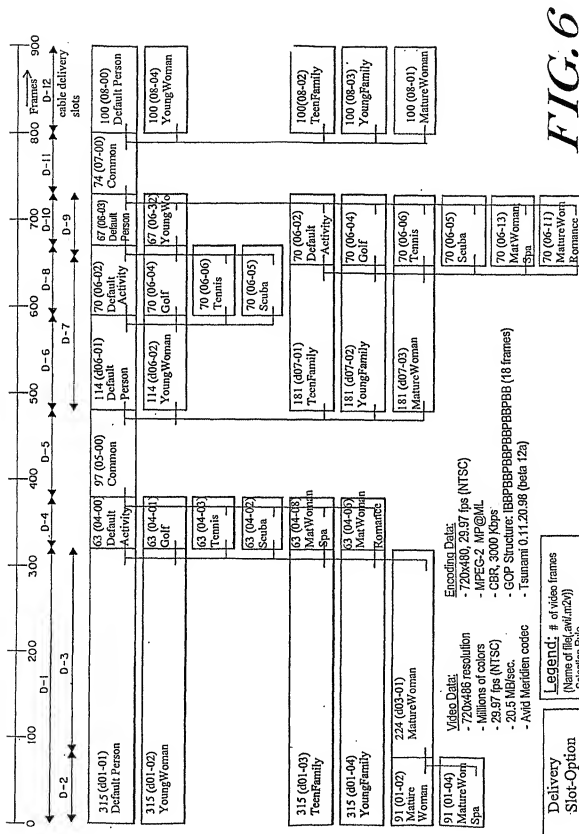 0 100 200 300 400 500 600 700 800 900
Frames
D-1 D-4 D-5 D-6 D-8 D-10 D-11 D-12
D-2 D-3 D-7 D-9
cable delivery
slots
315 (d01-01)
Default Person
63 (04-00)
Default
Activity
97 (05-00)
Common
114 (d06-01)
Default
Person
70 (06-02)
Default
Activity
67 (08-03)
Default
Person
74 (07-00)
Common
100 (08-00)
Default Person
315 (d01-02)
YoungWoman
63 (04-01)
Golf
114 (d06-02)
YoungWoman
70 (06-04)
Golf
67 (06-32)
YoungWo
100 (08-04)
YoungWoman
63 (04-03)
Tennis
70 (06-06)
Tennis
63 (04-02)
Scuba
70 (06-05)
Scuba
315 (d01-03)
TeenFamily
63 (04-08)
MatWoman
Spa
181 (d07-01)
TeenFamily
70 (06-02)
Default
Activity
100(08-02)
TeenFamily
315 (d01-04)
YoungFamily
63 (04-06)
MatWoman
Romance
181 (d07-02)
YoungFamily
70 (06-04)
Golf
100 (08-03)
YoungFamily
91 (01-02)
Mature
Woman
224 (d03-01)
MatureWoman
181 (d07-03)
MatureWoman
70 (06-06)
Tennis
100 (08-01)
MatureWoman
91 (01-04)
MatureWom
Spa
70 (06-05)
Scuba
70 (06-13)
MatWoman
Spa
70 (06-11)
MatureWom
Romance
Video Data:
- 720x486 resolution
- Millions of colors
- 29.97 fps (NTSC)
- 20.5 MB/sec.
- Avid Meridien codec
Encoding Data:
- 720x480, 29.97 fps (NTSC)
- MPEG-2 MP@ML
- CBR, 3000 Kbps
- GOP Structure: IBBPBBPBBPBBPBBPBB (18 frames)
- Tsunami 0.11.20.98 (beta 12a)
Delivery
Slot-Option
Legend: # of video frames
(Name of file(.avi/.m2v))
Selection Rule
FIG. 6